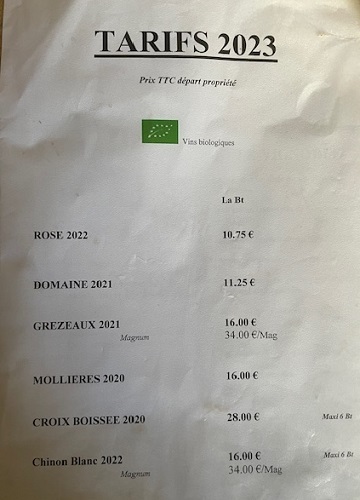 TARIFS 2023
Prix TTC départ propriété
Vins biologiques
La Bt
ROSE 2022 10.75 €
DOMAINE 2021 11.25 €
GREZEAUX 2021 16.00 €
Magnum 34.00 €/Mag
MOLLIERES 2020 16.00 €
CROIX BOISSEE 2020 28.00 € Maxi 6 Bt
Chinon Blanc 2022 16.00 € Maxi 6 Bt
Magnum 34.00 €/Mag